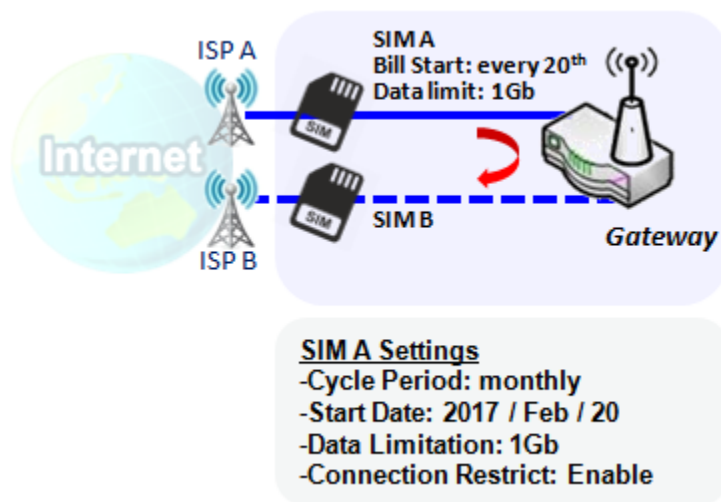 ISP A
SIM A
Bill Start: every 20th
Data limit: 1Gb
SIM
Internet
SIM
SIM B
Gateway
ISP B
SIM A Settings
-Cycle Period: monthly
-Start Date: 2017 / Feb / 20
-Data Limitation: 1Gb
-Connection Restrict: Enable